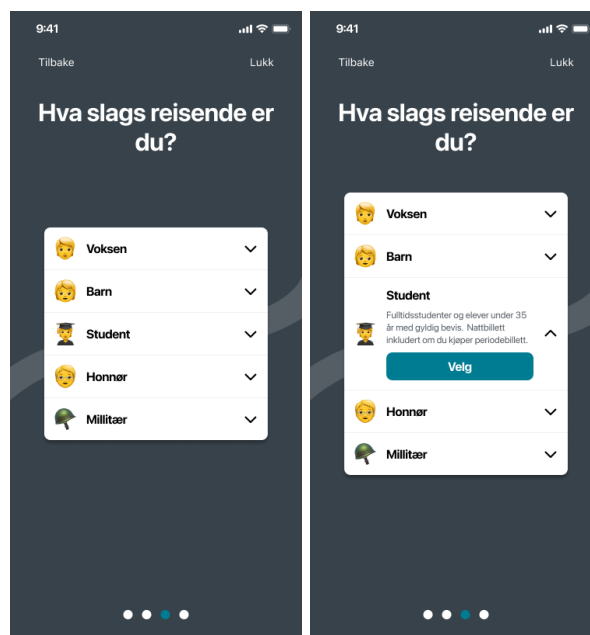 9:41
Tilbake
Lukk
Hva slags reisende er
du?
Voksen
Barn
Student
Honnør
Millitær
9:41
Tilbake
Lukk
Hva slags reisende er
du?
Voksen
Barn
Student
Fulltidsstudenter og elever under 35
år med gyldig bevis. Nattbillett
inkludert om du kjøper periodebillett.
Velg
Honnør
Millitær